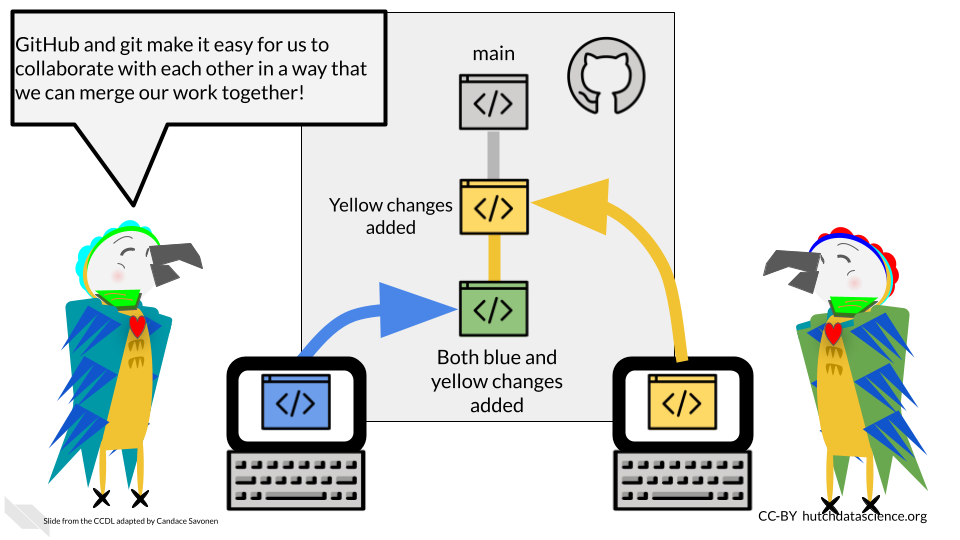 GitHub and git make it easy for us to
collaborate with each other in a way that
we can merge our work together!
main
</>
Yellow changes
added
</>
</>
Both blue and
yellow changes
added
</>
</>
Slide from the CCDL adapted by Candace Savonen
CC-BY hutchdatascience.org